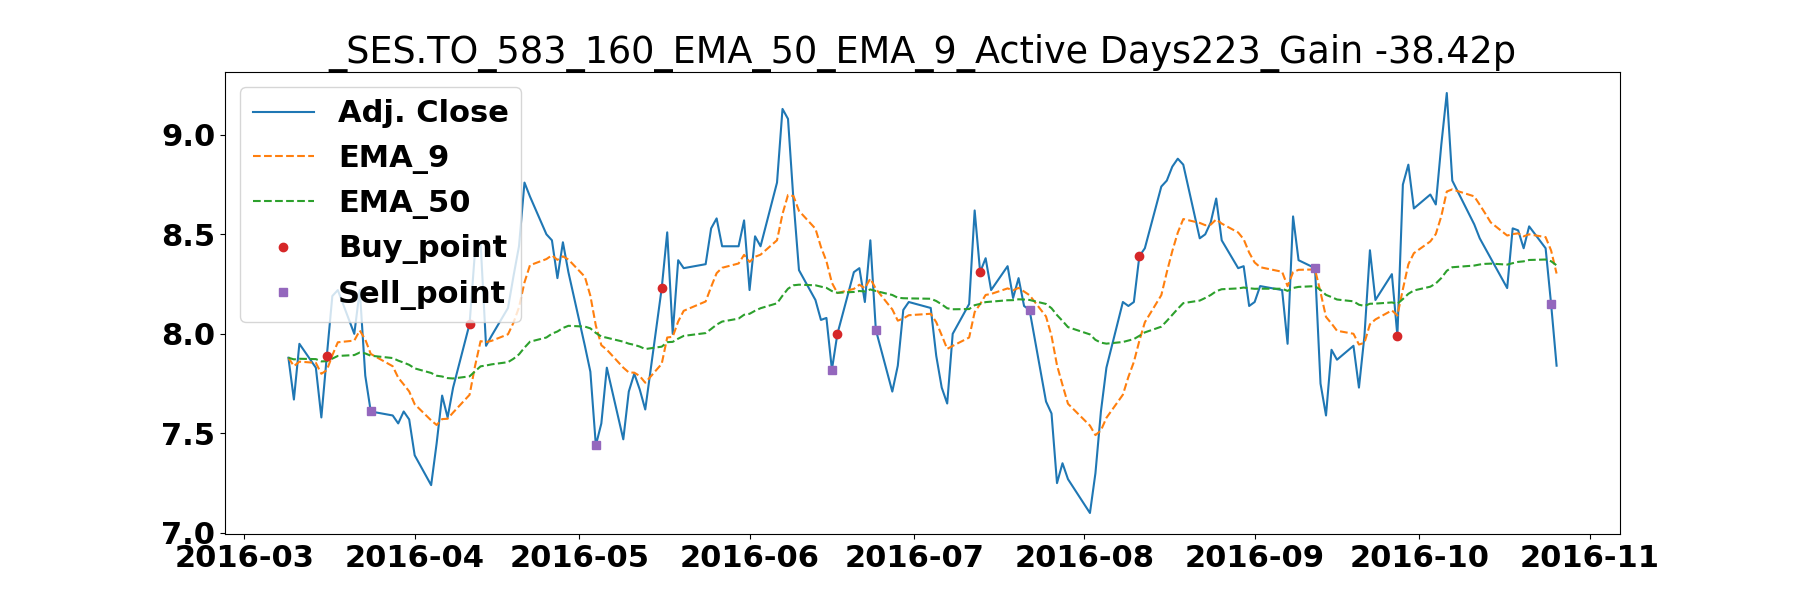 _SES.TO_583_160_EMA_50_EMA_9_Active Days223_Gain -38.42p
Adj. Close
EMA_9
EMA_50
Buy_point
Sell_point
9.0
8.5
8.0
7.5
7.0
2016-03 2016-04 2016-05 2016-06 2016-07 2016-08 2016-09 2016-10 2016-11